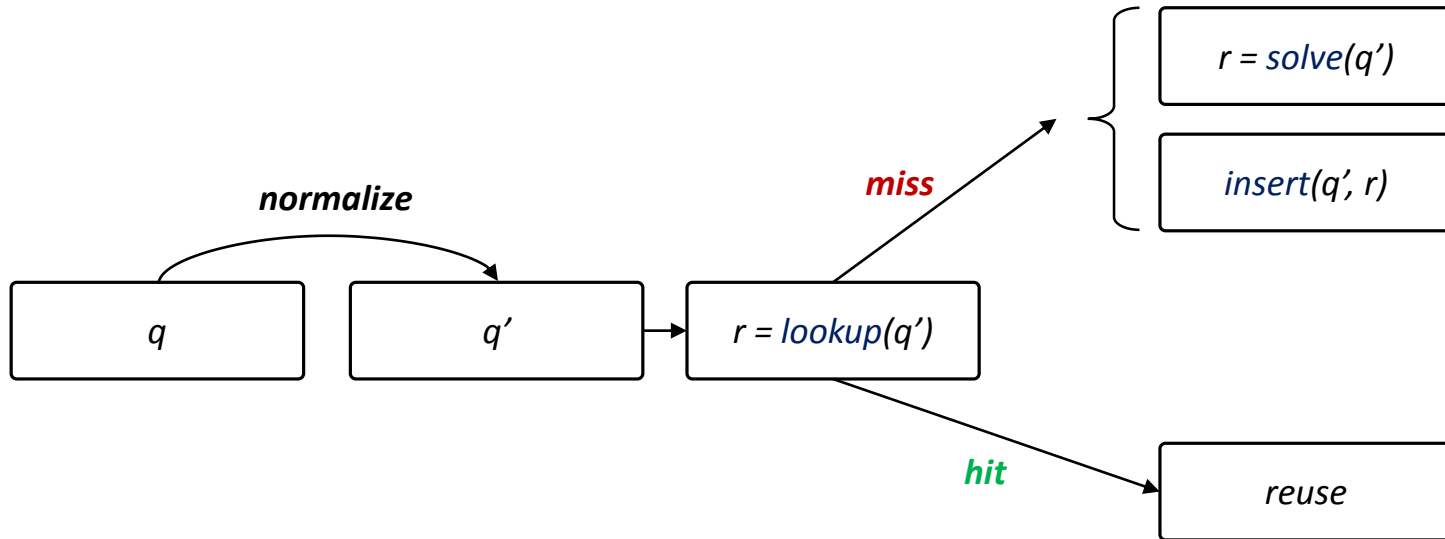 r = solve(q’)
insert(q’, r)
miss
normalize
q
q’
r = lookup(q’)
hit
reuse